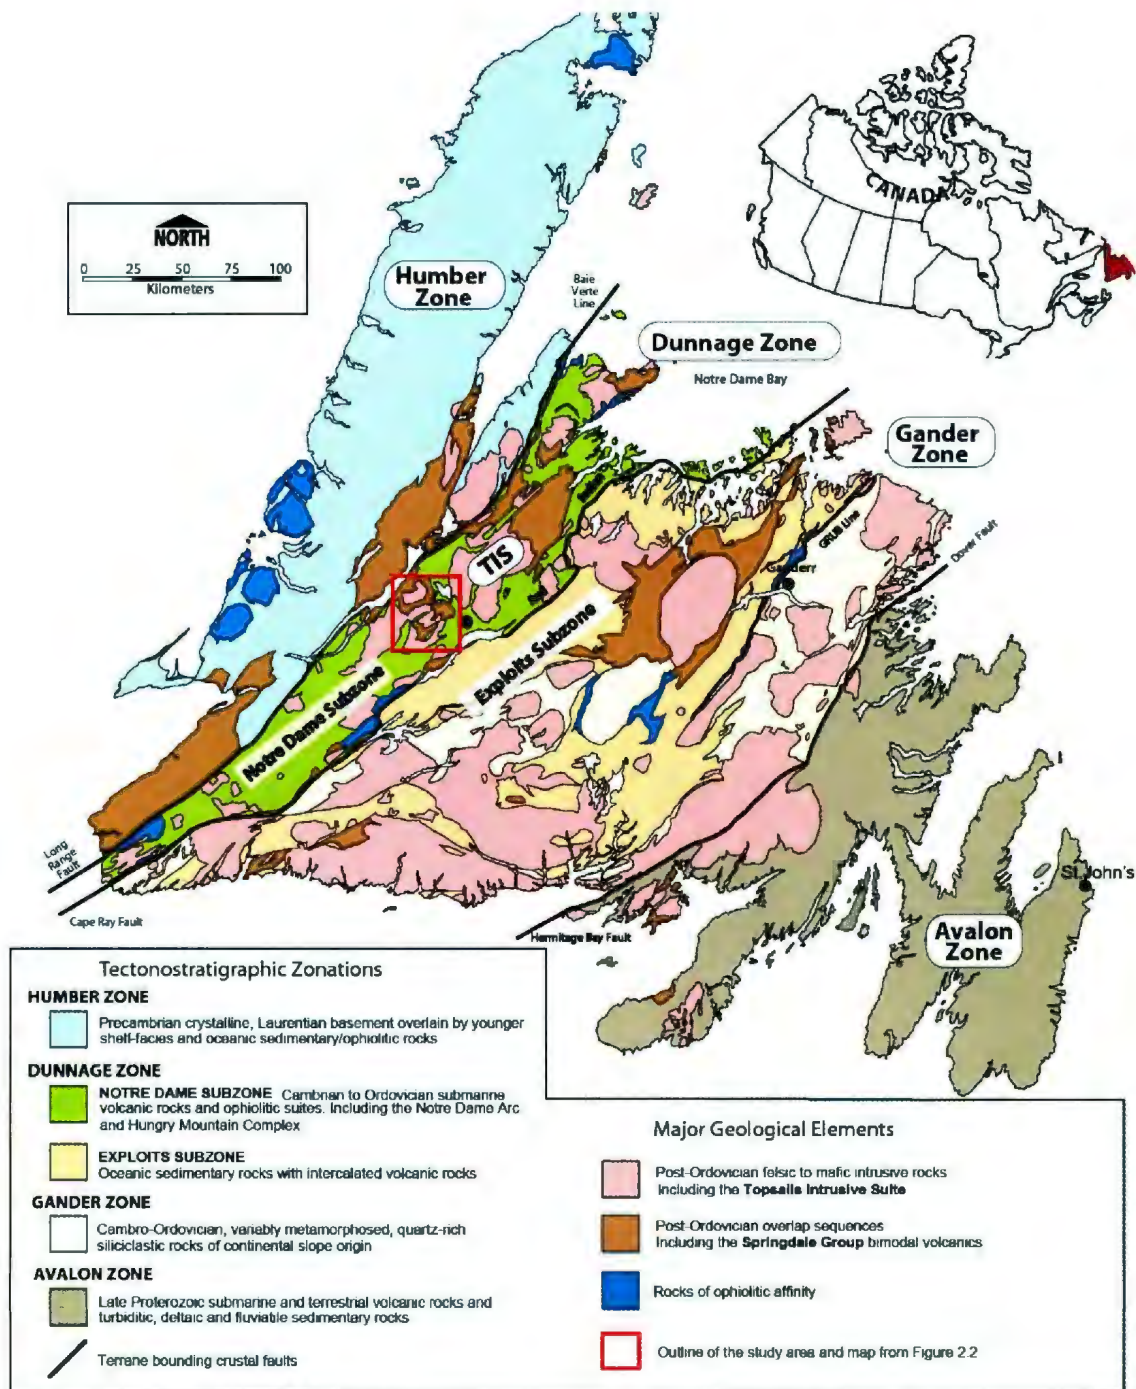 CANADA
NORTH
0 25 50 75 100
Kilometers
Humber
Zone
Baie
Verte
Line
Dunnage Zone
Notre Dame Bay
Gander
Zone
TIS
GRUB Line
Ganderr
Dover Fault
Exploits Subzone
Notre Dame Subzone
Long
Range
Fault
Cape Ray Fault
Hermitage Bay Fault
St. John's
Avalon
Zone
Tectonostratigraphic Zonations
HUMBER ZONE
Precambrian crystalline, Laurentian basement overlain by younger
shelf-facies and oceanic sedimentary/ophiolitic rocks
DUNNAGE ZONE
NOTRE DAME SUBZONE Cambrian to Ordovician submarine
volcanic rocks and ophiolitic suites. Including the Notre Dame Arc
and Hungry Mountain Complex
EXPLOITS SUBZONE
Oceanic sedimentary rocks with intercalated volcanic rocks
GANDER ZONE
Cambro-Ordovician, variably metamorphosed, quartz-rich
siliciclastic rocks of continental slope origin
AVALON ZONE
Late Proterozoic submarine and terrestrial volcanic rocks and
turbiditic, deltaic and fluviatile sedimentary rocks
Terrane bounding crustal faults
Major Geological Elements
Post-Ordovician felsic to mafic intrusive rocks
Including the Topsails Intrusive Suite
Post-Ordovician overlap sequences
Including the Springdale Group bimodal volcanics
Rocks of ophiolitic affinity
Outline of the study area and map from Figure 2.2